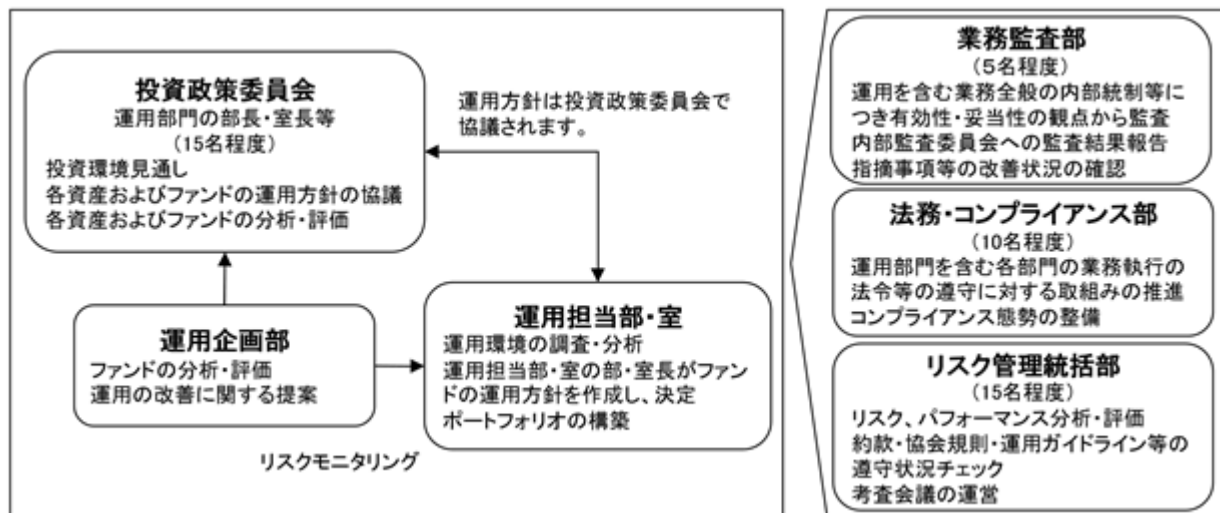 投資政策委員会
運用部門の部長・室長等
(15名程度)
投資環境見通し
各資産およびファンドの運用方針の協議
各資産およびファンドの分析・評価
運用方針は投資政策委員会で
協議されます。
運用企画部
ファンドの分析・評価
運用の改善に関する提案
運用担当部・室
運用環境の調査・分析
運用担当部・室の部・室長がファン
ドの運用方針を作成し、決定
ポートフォリオの構築
リスクモニタリング
業務監査部
(5名程度)
運用を含む業務全般の内部統制等に
つき有効性・妥当性の観点から監査
内部監査委員会への監査結果報告
指摘事項等の改善状況の確認
法務・コンプライアンス部
(10名程度)
運用部門を含む各部門の業務執行の
法令等の遵守に対する取組みの推進
コンプライアンス態勢の整備
リスク管理統括部
(15名程度)
リスク、パフォーマンス分析・評価
約款・協会規則・運用ガイドライン等の
遵守状況チェック
考査会議の運営